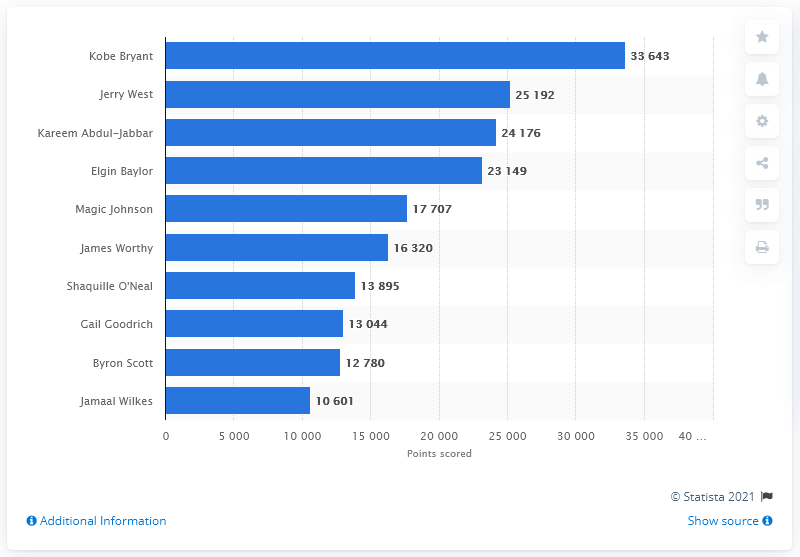 Kobe Bryant 33 643
Jerry West 25 192
Kareem Abdul-Jabbar 24 176
Elgin Baylor 23 149
Magic Johnson 17 707
James Worthy 16 320
Shaquille O'Neal 13 895
Gail Goodrich 13 044
Byron Scott 12 780
Jamaal Wilkes 10 601
0 5 000 10 000 15 000 20 000 25 000 30 000 35 000 40 ...
Points scored
© Statista 2021
Additional Information Show source